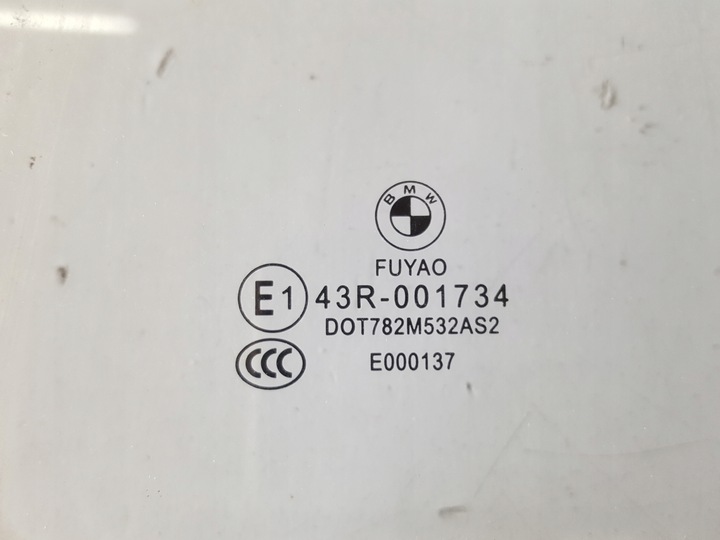 BMW
FUYAO
E1 43R-001734
DOT782M532AS2
CCC E000137